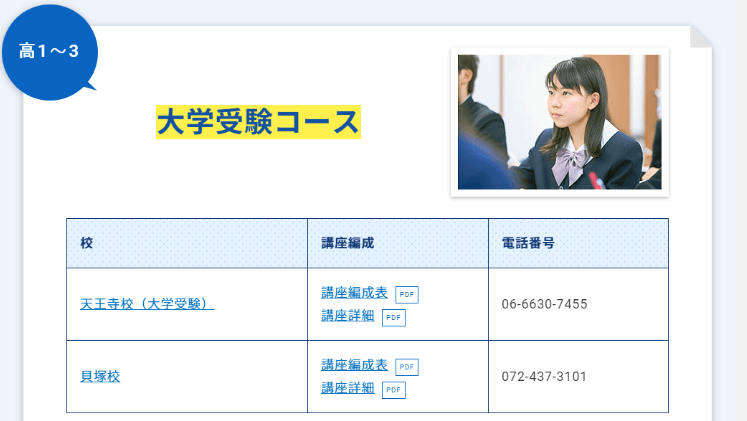 高1～3
大学受験コース
校 講座編成 電話番号
天王寺校（大学受験） 講座編成表 PDF 06-6630-7455
講座詳細 PDF
貝塚校 講座編成表 PDF 072-437-3101
講座詳細 PDF